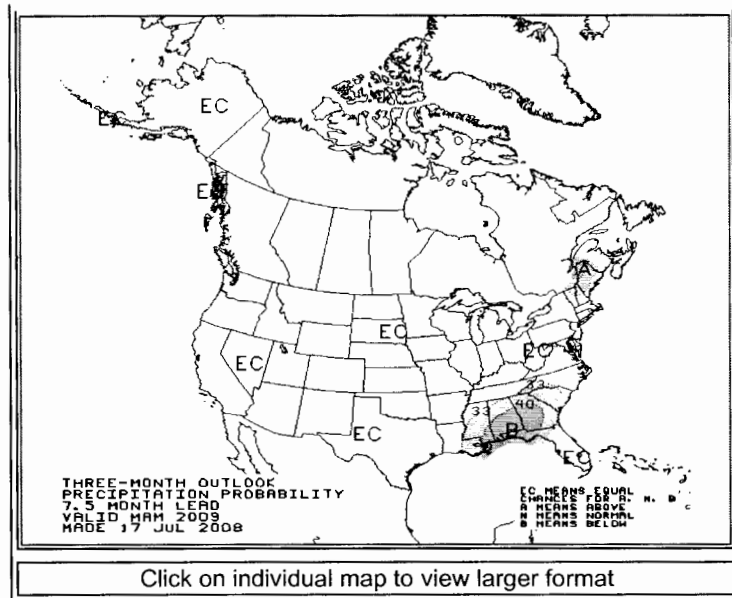 EC
A
EC
EC
EC
33
33
40
EC
B
EC
THREE-MONTH OUTLOOK
PRECIPITATION PROBABILITY
7.5 MONTH LEAD
VALID MAM 2009
MADE 17 JUL 2008
EC MEANS EQUAL
CHANCES FOR A, N, B
A MEANS ABOVE
N MEANS NORMAL
B MEANS BELOW
Click on individual map to view larger format